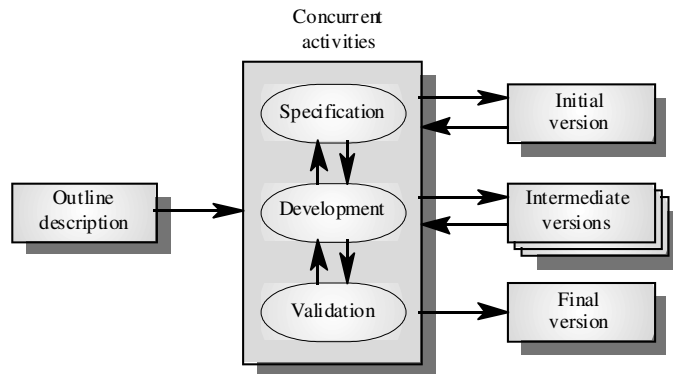 Concurrent
activities
Specification
Initial
version
Outline
description
Development
Intermediate
versions
Validation
Final
version